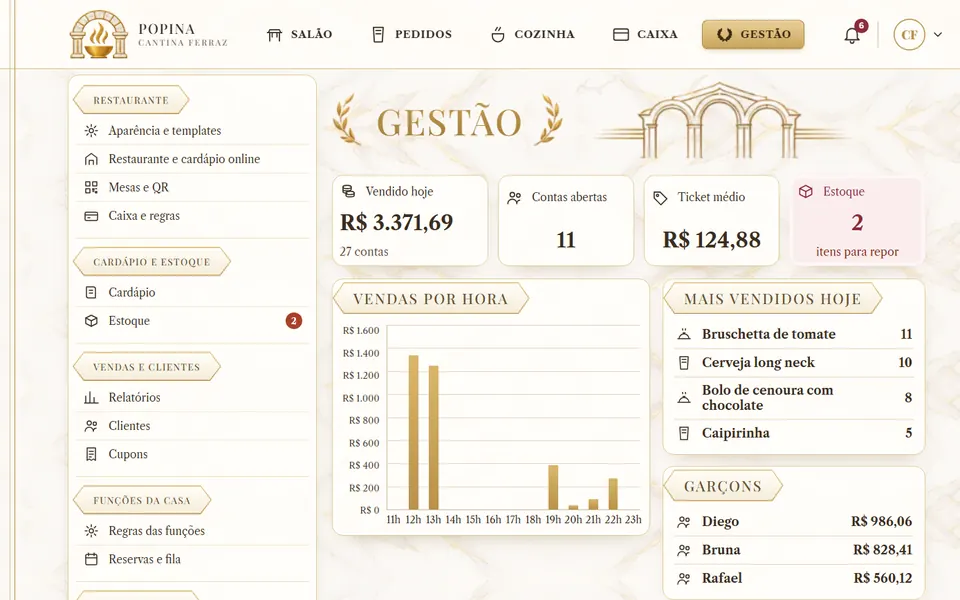 POPINA
CANTINA FERRAZ
SALÃO
PEDIDOS
COZINHA
CAIXA
GESTÃO
6
CF
RESTAURANTE
Aparência e templates
Restaurante e cardápio online
Mesas e QR
Caixa e regras
CARDÁPIO E ESTOQUE
Cardápio
Estoque
2
VENDAS E CLIENTES
Relatórios
Clientes
Cupons
FUNÇÕES DA CASA
Regras das funções
Reservas e fila
GESTÃO
Vendido hoje
R$ 3.371,69
27 contas
Contas abertas
11
Ticket médio
R$ 124,88
Estoque
2
itens para repor
VENDAS POR HORA
R$ 1.600
R$ 1.400
R$ 1.200
R$ 1.000
R$ 800
R$ 600
R$ 400
R$ 200
R$ 0
11h 12h 13h 14h 15h 16h 17h 18h 19h 20h 21h 22h 23h
MAIS VENDIDOS HOJE
Bruschetta de tomate 11
Cerveja long neck 10
Bolo de cenoura com
chocolate 8
Caipirinha 5
GARÇONS
Diego R$ 986,06
Bruna R$ 828,41
Rafael R$ 560,12